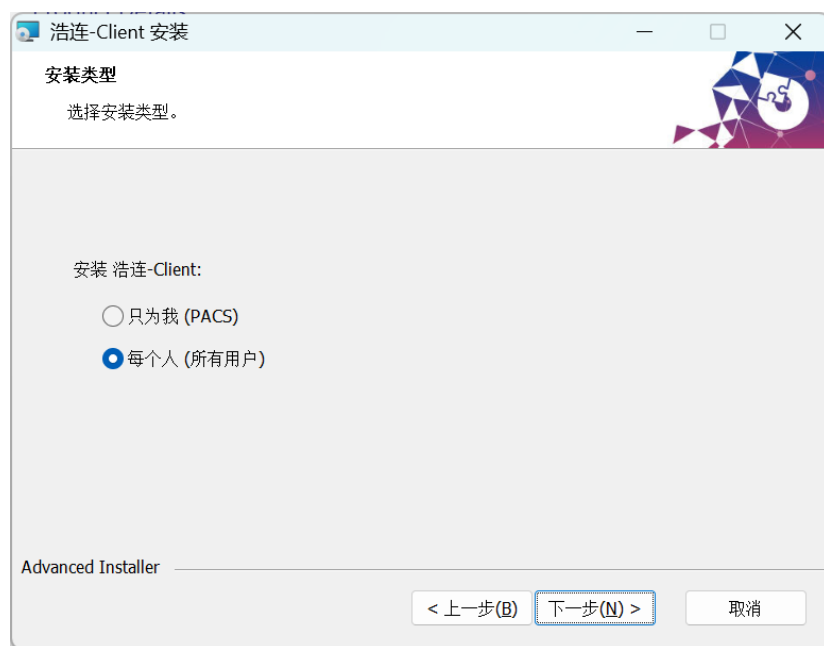 浩连-Client 安装
安装类型
选择安装类型。
安装 浩连-Client:
只为我 (PACS)
每个人 (所有用户)
Advanced Installer
< 上一步(B)
下一步(N) >
取消